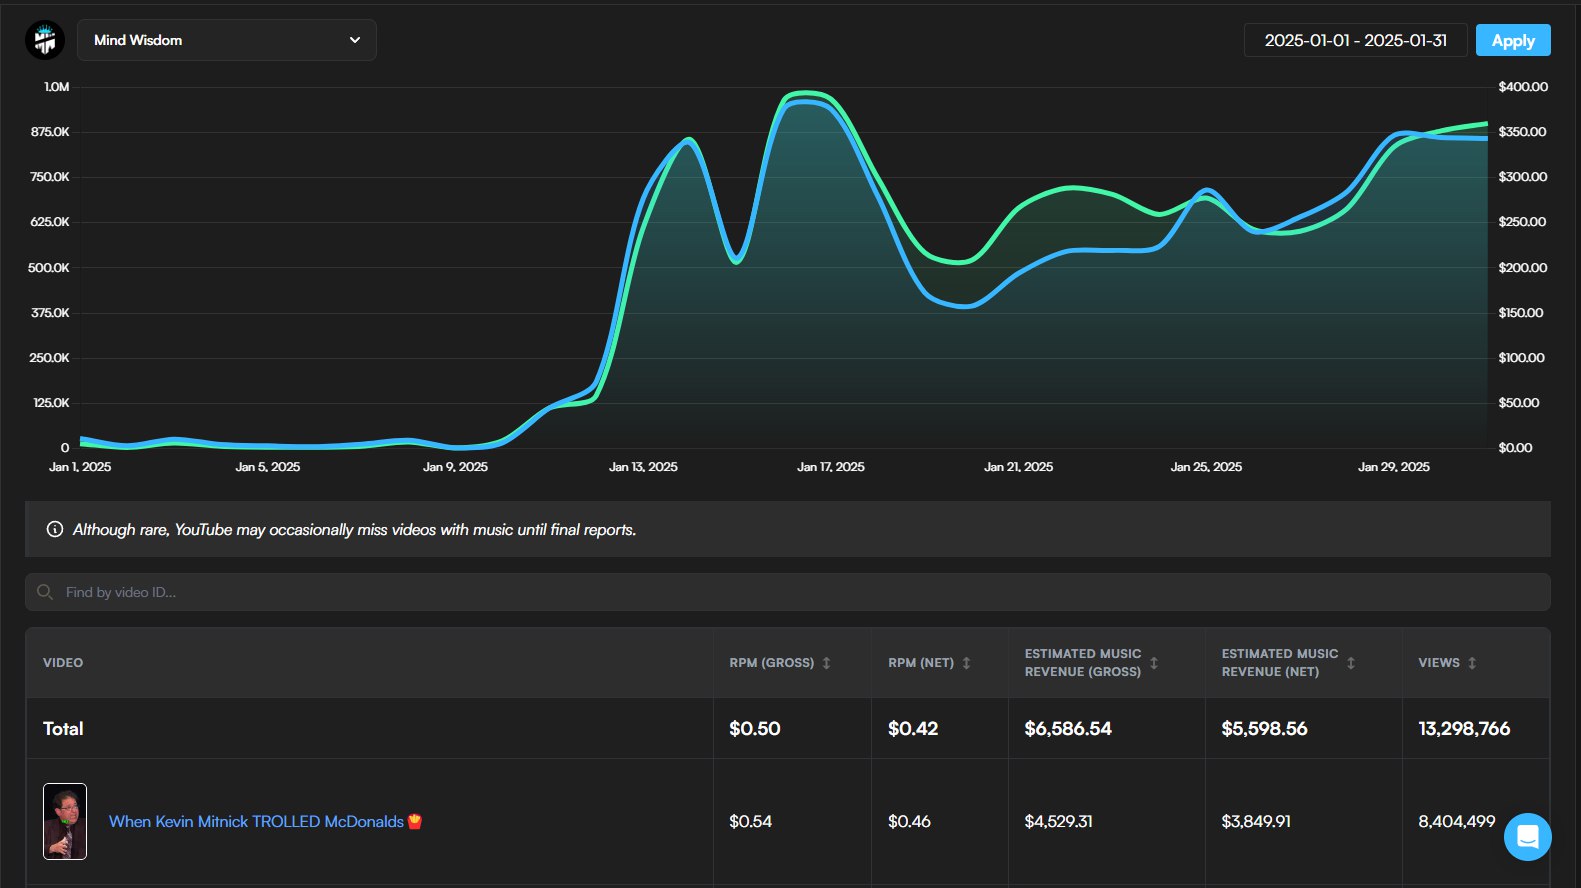 Mind Wisdom
2025-01-01 - 2025-01-31
Apply
1.0M
875.0K
750.0K
625.0K
500.0K
375.0K
250.0K
125.0K
0
$400.00
$350.00
$300.00
$250.00
$200.00
$150.00
$100.00
$50.00
$0.00
Jan 1, 2025
Jan 5, 2025
Jan 9, 2025
Jan 13, 2025
Jan 17, 2025
Jan 21, 2025
Jan 25, 2025
Jan 29, 2025
Although rare, YouTube may occasionally miss videos with music until final reports.
Find by video ID...
VIDEO
RPM (GROSS)
RPM (NET)
ESTIMATED MUSIC
REVENUE (GROSS)
ESTIMATED MUSIC
REVENUE (NET)
VIEWS
Total
$0.50
$0.42
$6,586.54
$5,598.56
13,298,766
When Kevin Mitnick TROLLED McDonalds🍟
$0.54
$0.46
$4,529.31
$3,849.91
8,404,499